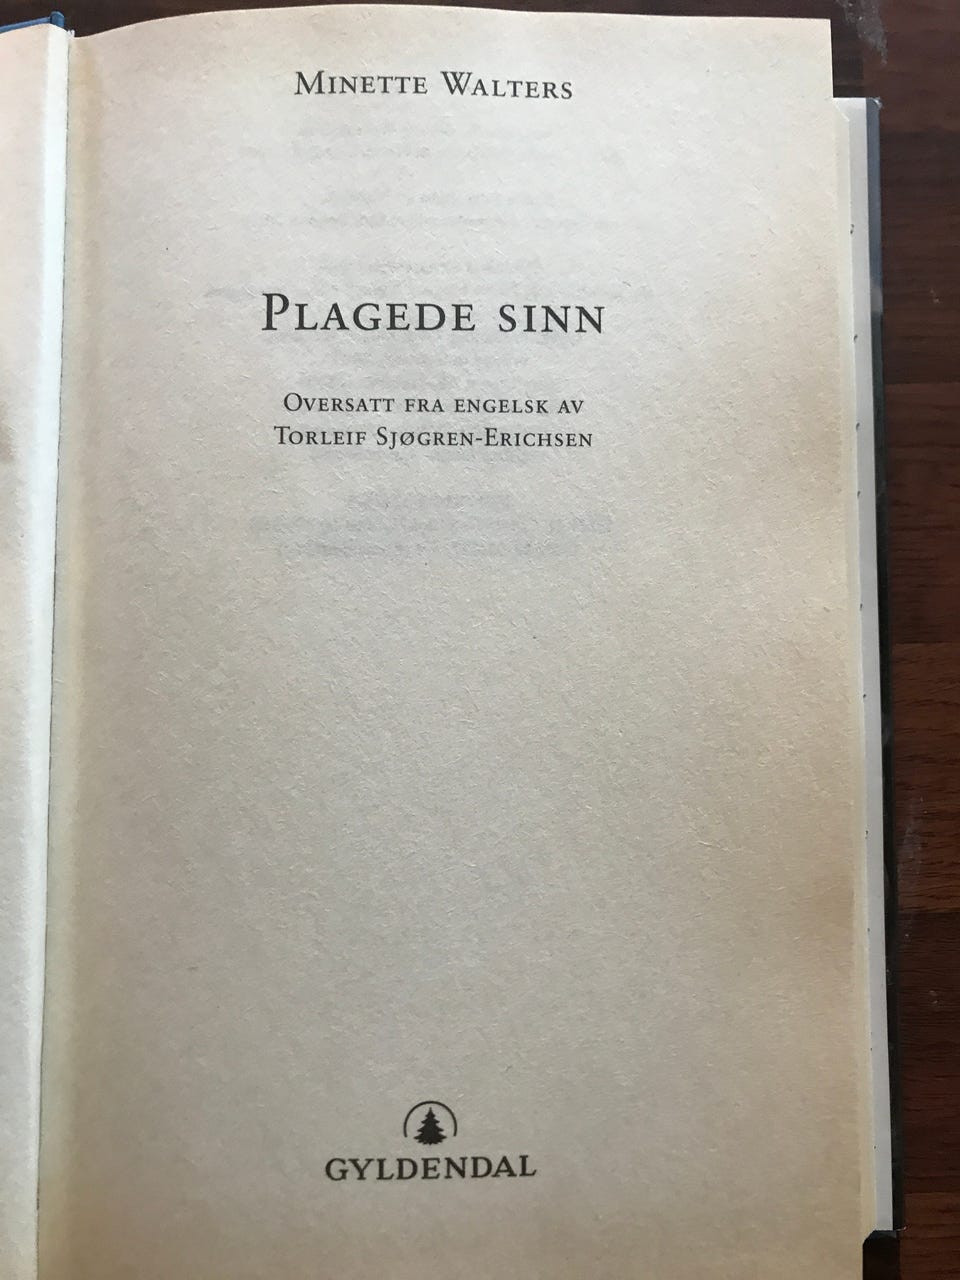 Minette Walters
Plagede sinn
Oversatt fra engelsk av
Torleif Sjøgren-Erichsen
GYLDENDAL